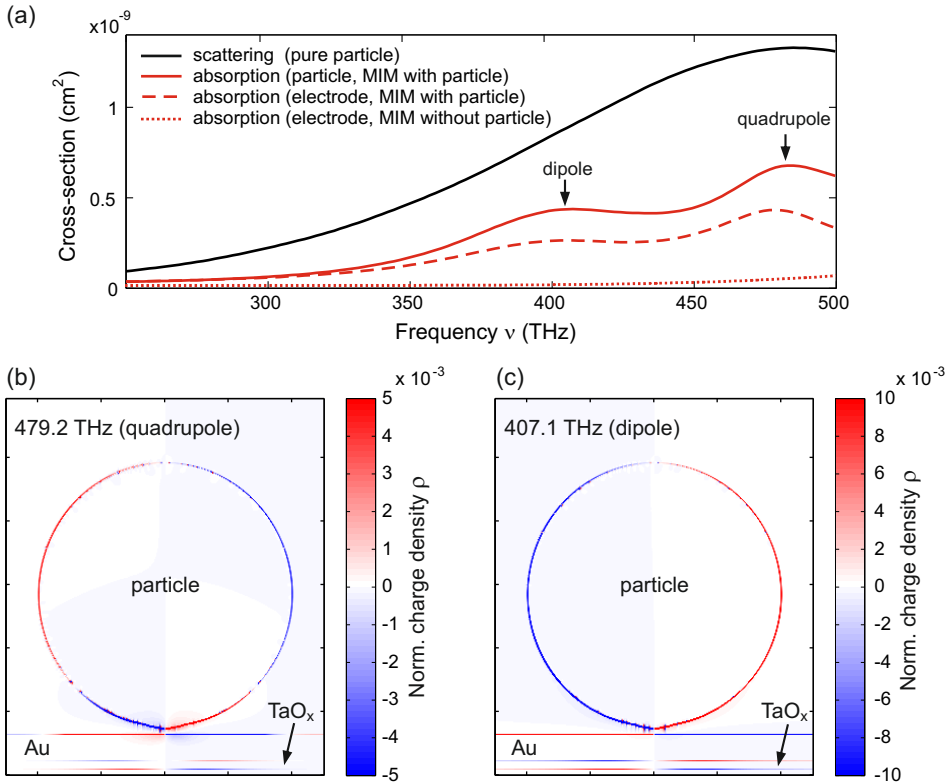 (a)
x10⁻⁹
Cross-section (cm²)
1
0.5
0
scattering (pure particle)
absorption (particle, MIM with particle)
absorption (electrode, MIM with particle)
absorption (electrode, MIM without particle)
dipole
quadrupole
300 350 400 450 500
Frequency ν (THz)
(b)
x 10⁻³
479.2 THz (quadrupole)
particle
Au
TaOₓ
5
4
3
2
1
0
-1
-2
-3
-4
-5
Norm. charge density ρ
(c)
x 10⁻³
407.1 THz (dipole)
particle
Au
TaOₓ
10
8
6
4
2
0
-2
-4
-6
-8
-10
Norm. charge density ρ